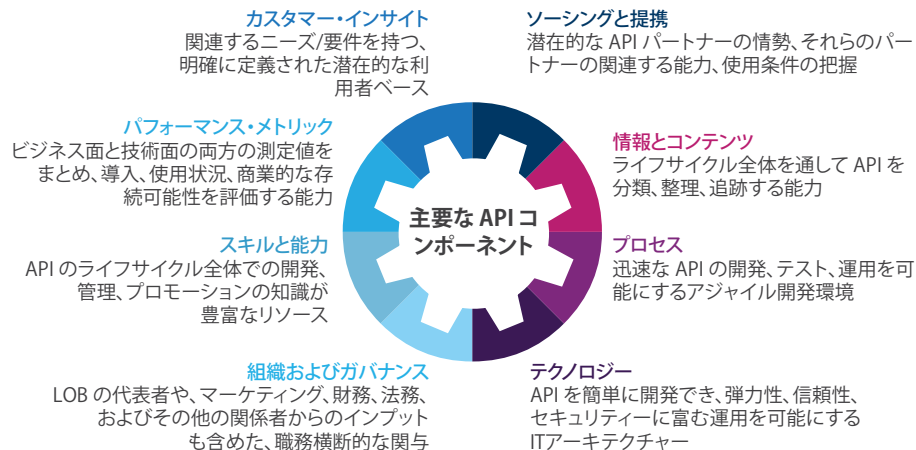 カスタマー・インサイト
関連するニーズ/要件を持つ、
明確に定義された潜在的な利
用者ベース
ソーシングと提携
潜在的な API パートナーの情勢、それらのパー
トナーの関連する能力、使用条件の把握
パフォーマンス・メトリック
ビジネス面と技術面の両方の測定値を
まとめ、導入、使用状況、商業的な存
続可能性を評価する能力
情報とコンテンツ
ライフサイクル全体を通して API を
分類、整理、追跡する能力
主要な API コ
ンポーネント
スキルと能力
API のライフサイクル全体での開発、
管理、プロモーションの知識が
豊富なリソース
プロセス
迅速な API の開発、テスト、運用を可
能にするアジャイル開発環境
組織およびガバナンス
LOB の代表者や、マーケティング、財務、法務、
およびその他の関係者からのインプット
も含めた、職務横断的な関与
テクノロジー
API を簡単に開発でき、弾力性、信頼性、
セキュリティーに富む運用を可能にする
ITアーキテクチャー